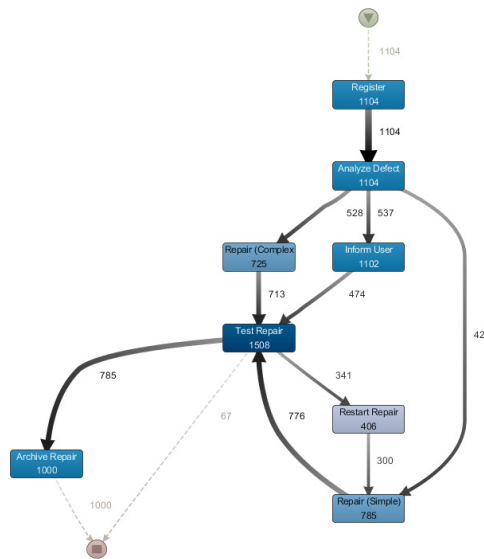 1104
Register
1104
1104
Analyze Defect
1104
528
537
Repair (Complex
725
Inform User
1102
713
474
Test Repair
1508
42
785
67
776
341
Restart Repair
406
Archive Repair
1000
300
1000
Repair (Simple)
785